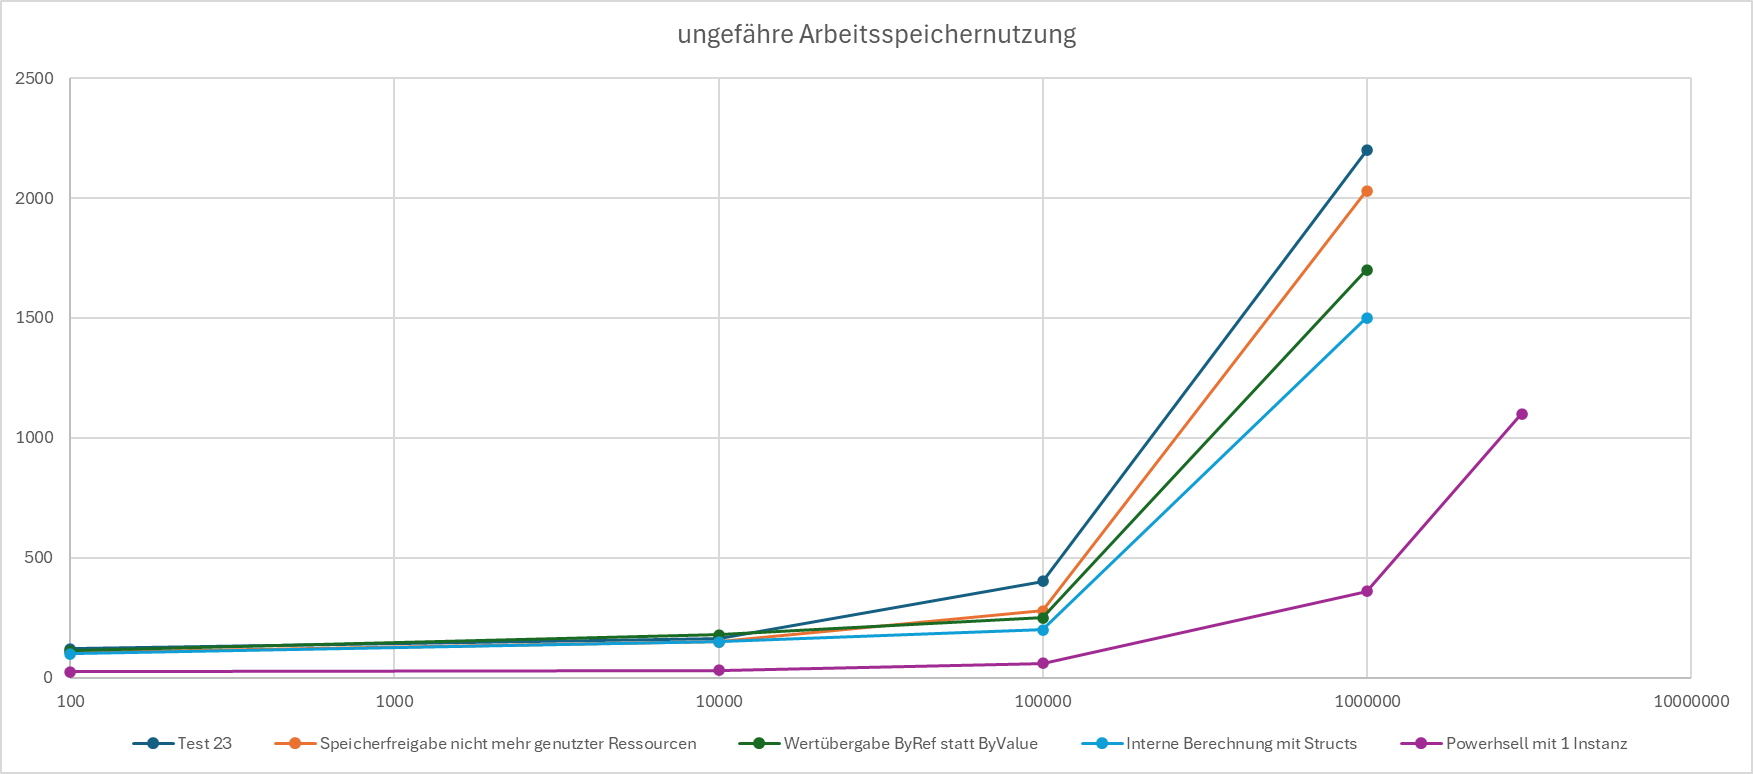 ungefähre Arbeitsspeichernutzung
2500
2000
1500
1000
500
0
100 1000 10000 100000 1000000 10000000
Test 23 Speicherfreigabe nicht mehr genutzter Ressourcen Wertübergabe ByRef statt ByValue Interne Berechnung mit Structs Powerhsell mit 1 Instanz